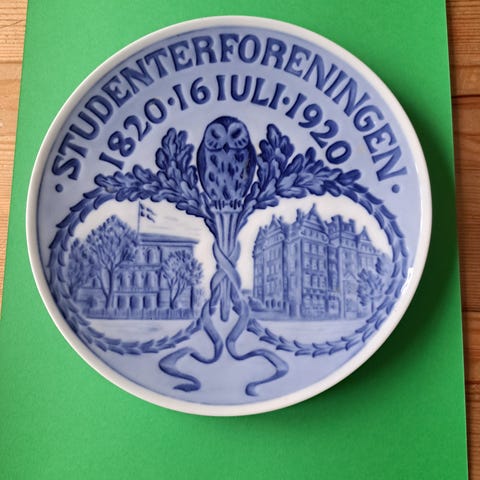 · STUDENTERFORENINGEN ·
1820 · 16 IULI · 1920